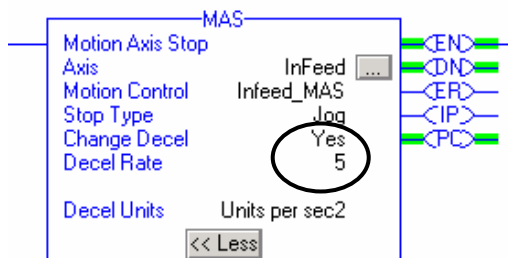 MAS
Motion Axis Stop
EN
Axis InFeed ...
DN
Motion Control Infeed_MAS
ER
Stop Type Jog
IP
Change Decel Yes
PC
Decel Rate 5
Decel Units Units per sec2
<< Less